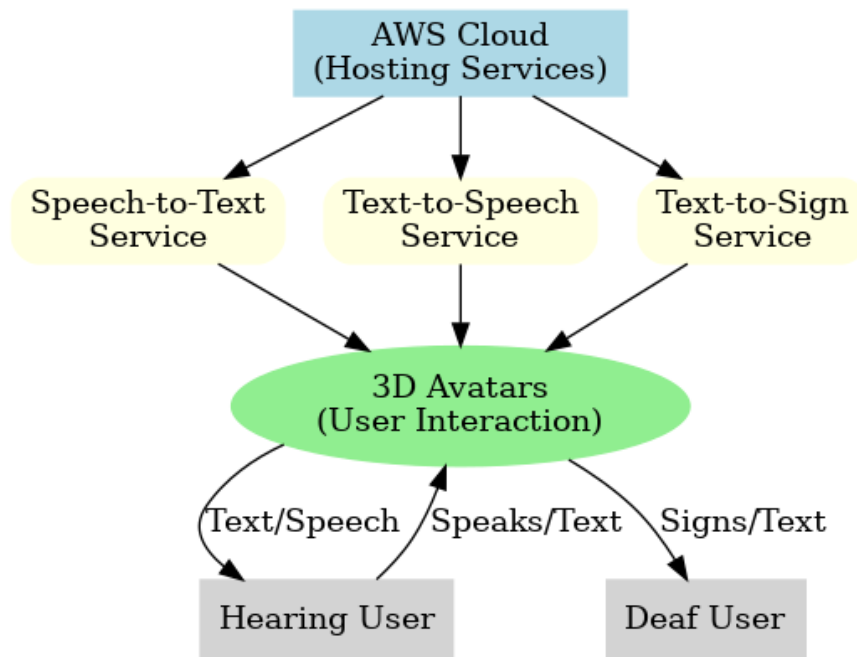 AWS Cloud
(Hosting Services)
Speech-to-Text
Service
Text-to-Speech
Service
Text-to-Sign
Service
3D Avatars
(User Interaction)
Text/Speech
Speaks/Text
Signs/Text
Hearing User
Deaf User